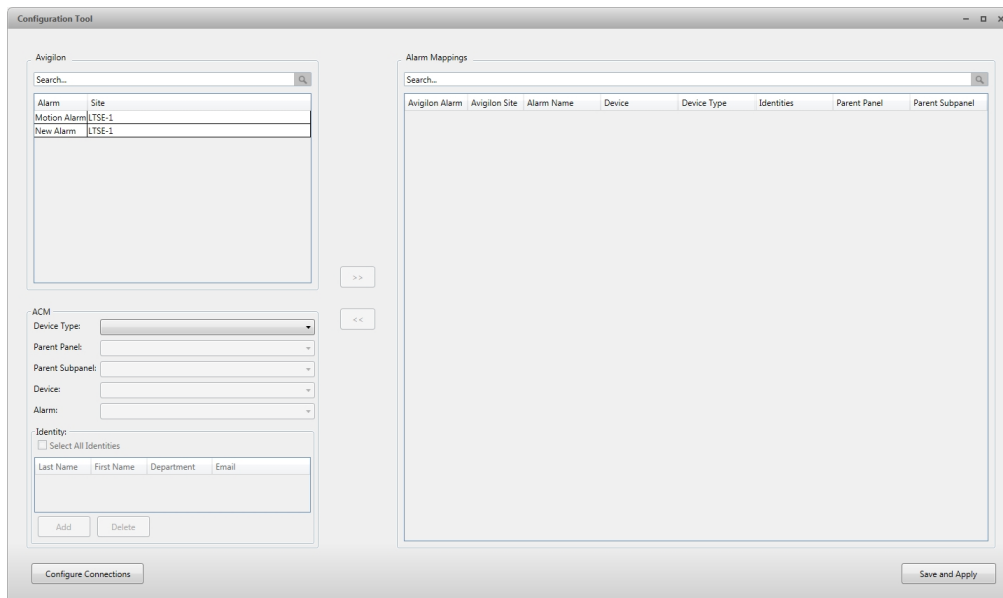 Configuration Tool
Avigilon
Search...
Alarm Site
Motion Alarm LTSE-1
New Alarm LTSE-1
>>
<<
ACM
Device Type:
Parent Panel:
Parent Subpanel:
Device:
Alarm:
Identity:
Select All Identities
Last Name First Name Department Email
Add Delete
Configure Connections
Alarm Mappings
Search...
Avigilon Alarm Avigilon Site Alarm Name Device Device Type Identities Parent Panel Parent Subpanel
Save and Apply